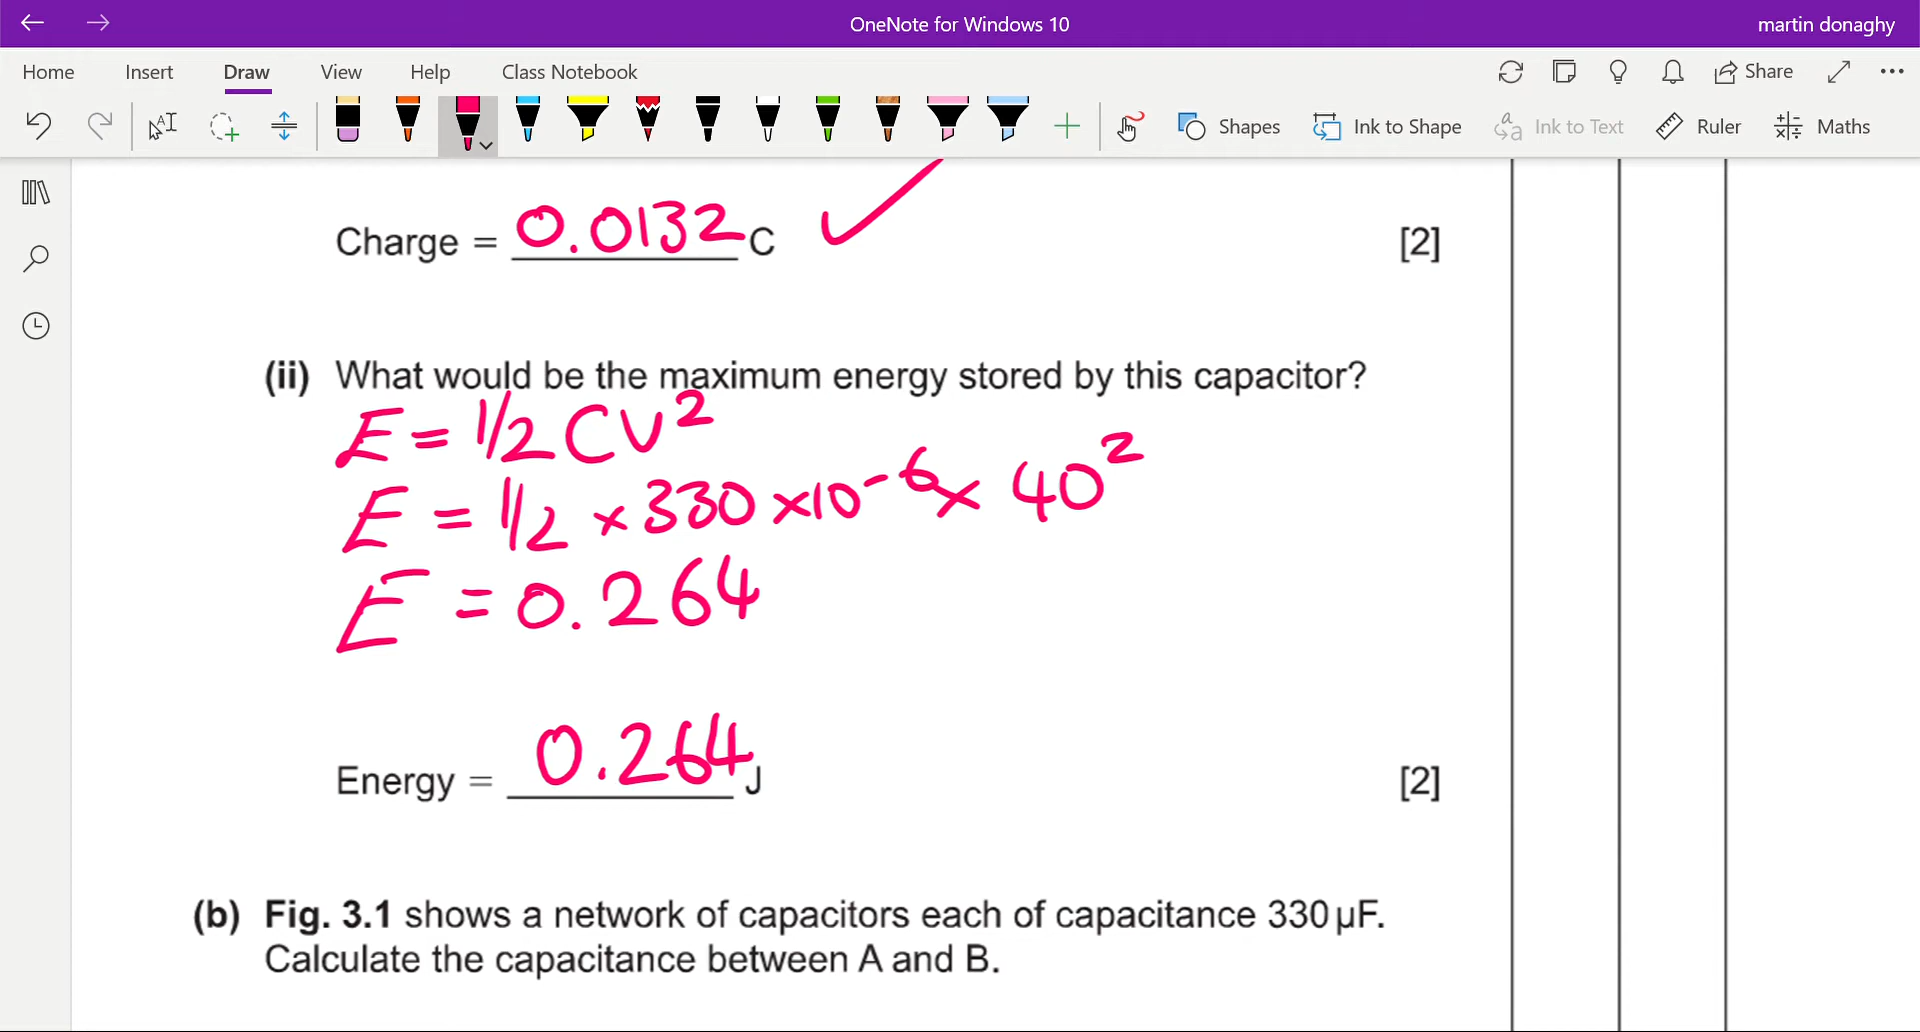 OneNote for Windows 10
martin donaghy
Home Insert Draw View Help Class Notebook
Share
Shapes Ink to Shape Ink to Text Ruler Maths
Charge = 0.0132 C [2]
(ii) What would be the maximum energy stored by this capacitor?
E = 1/2 CV²
E = 1/2 × 330 × 10⁻⁶ × 40²
E = 0.264
Energy = 0.264 J [2]
(b) Fig. 3.1 shows a network of capacitors each of capacitance 330 µF.
Calculate the capacitance between A and B.